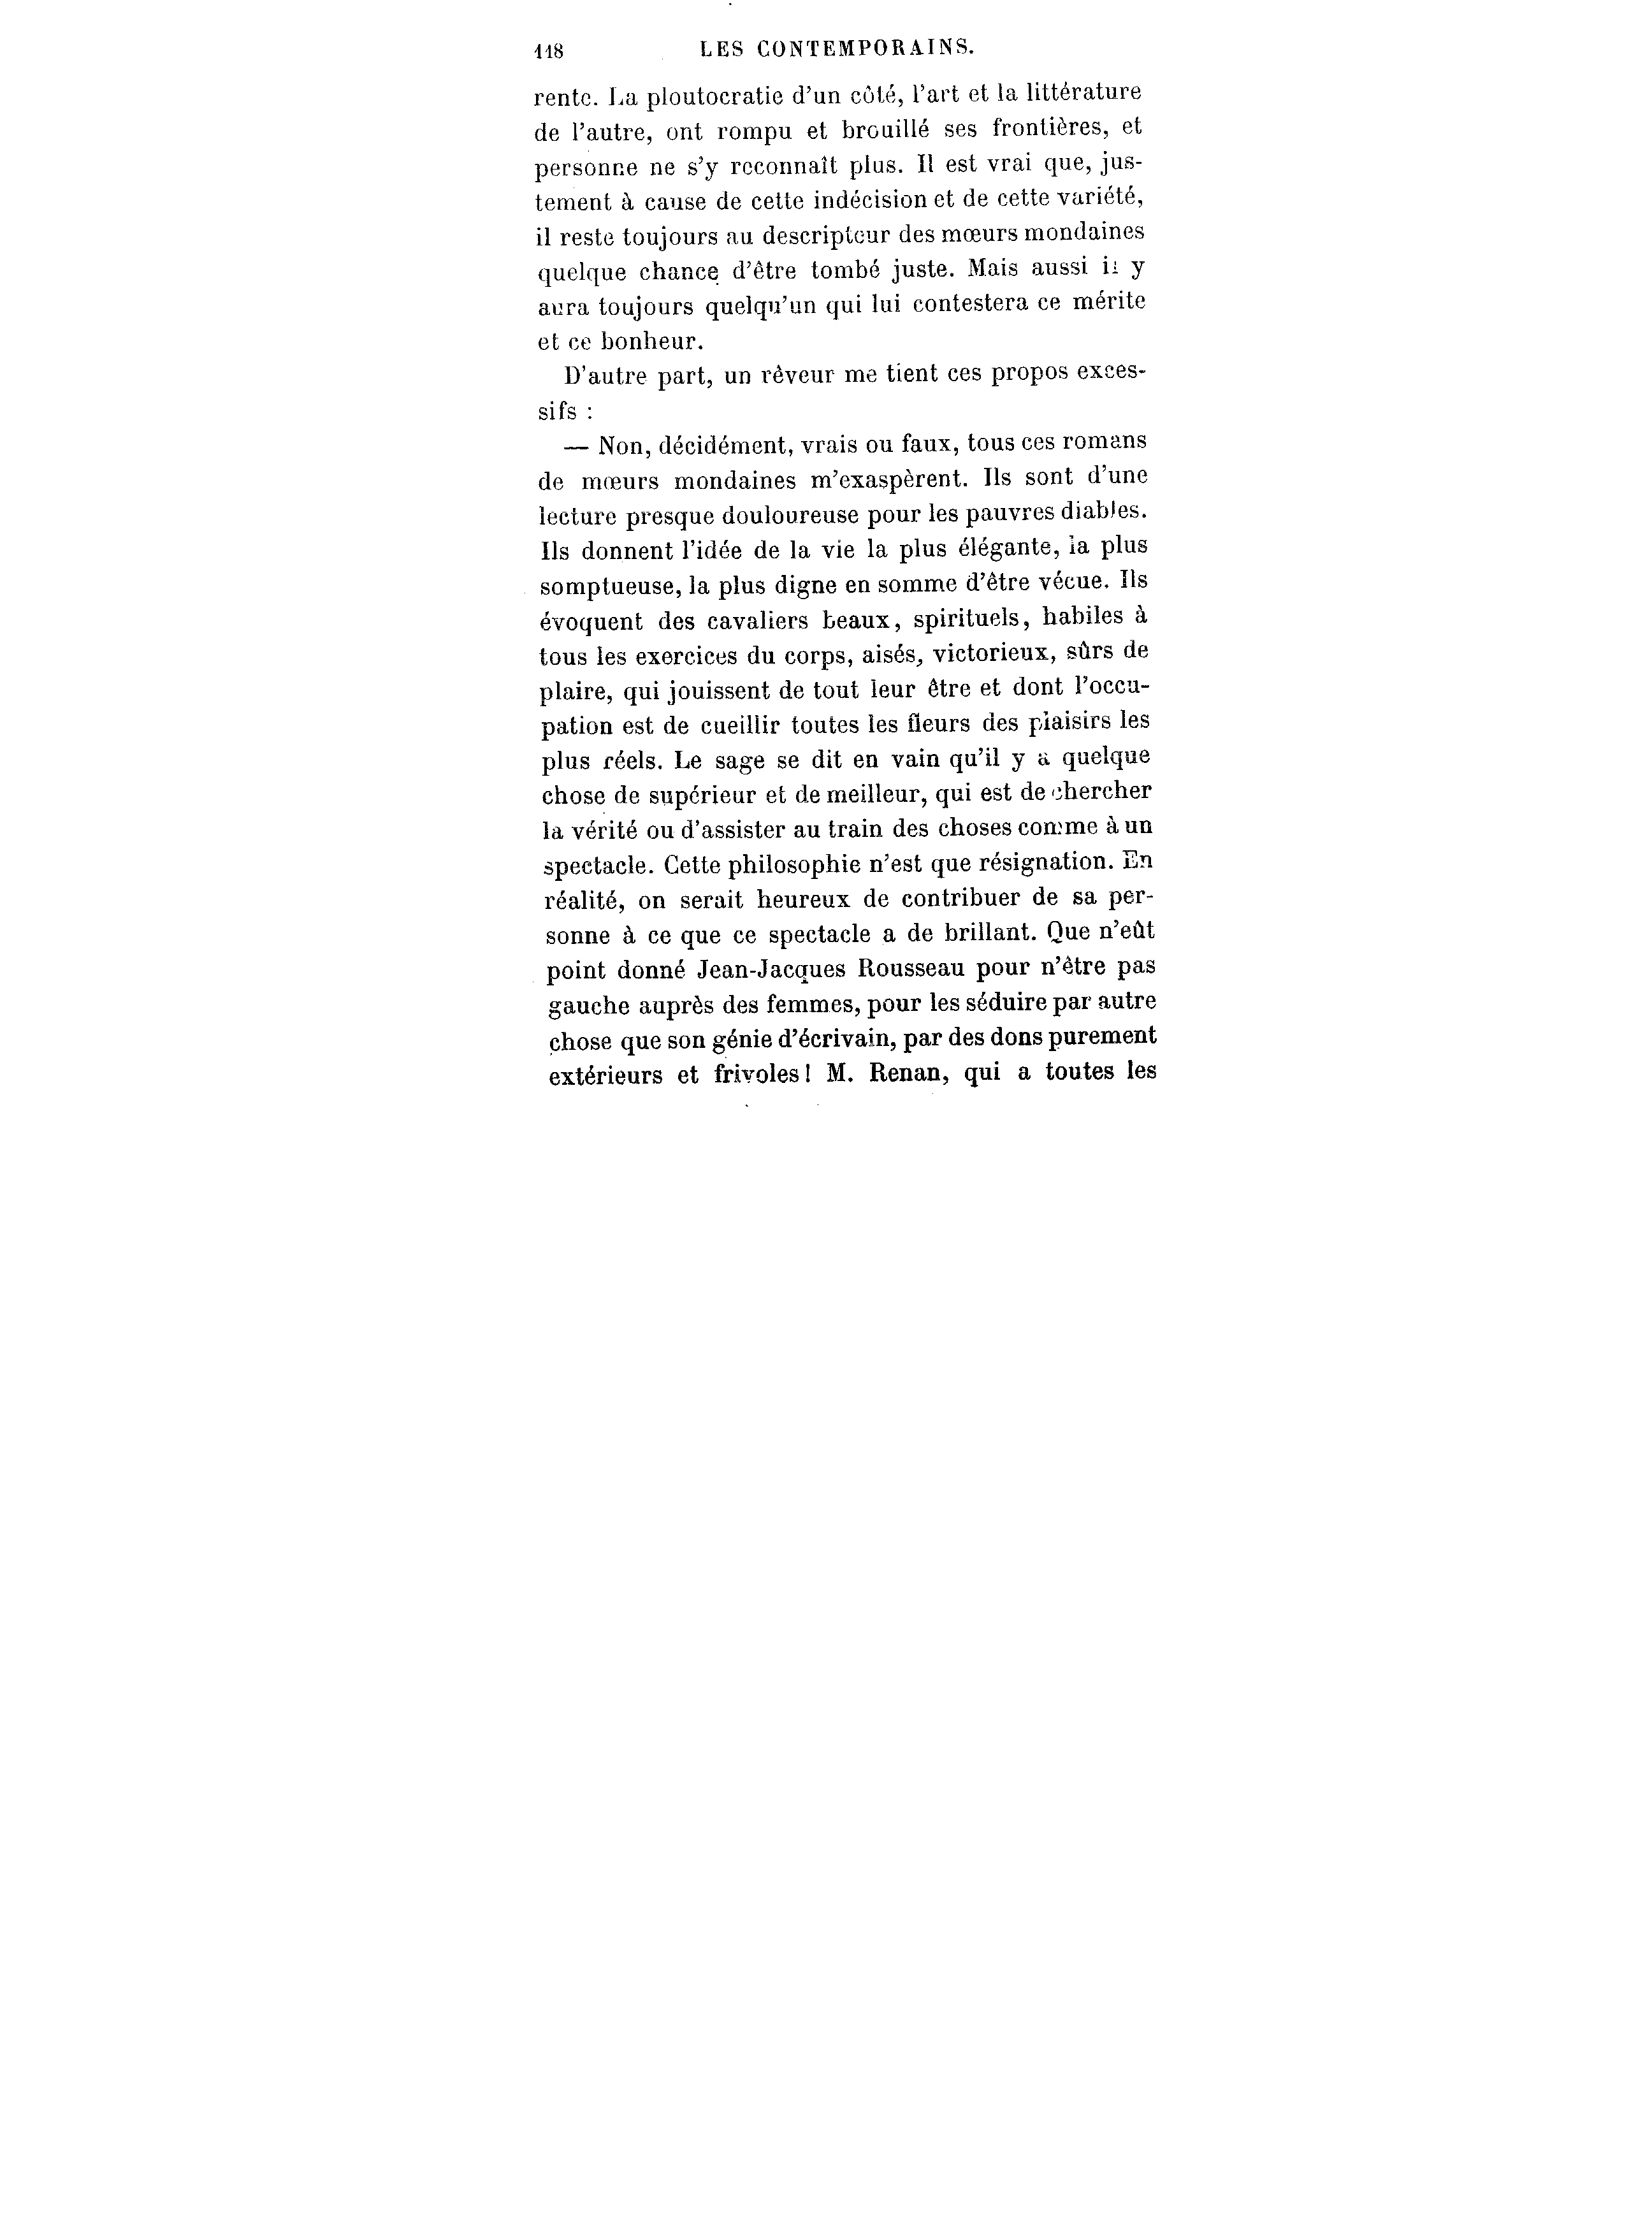 118 LES CONTEMPORAINS.
rente. La ploutocratie d'un côté, l'art et la littérature
de l'autre, ont rompu et brouillé ses frontières, et
personne ne s'y reconnaît plus. Il est vrai que, jus-
tement à cause de cette indécision et de cette variété,
il reste toujours au descripteur des mœurs mondaines
quelque chance d'être tombé juste. Mais aussi il y
aura toujours quelqu'un qui lui contestera ce mérite
et ce bonheur.
D'autre part, un rêveur me tient ces propos exces-
sifs :
— Non, décidément, vrais ou faux, tous ces romans
de mœurs mondaines m'exaspèrent. Ils sont d'une
lecture presque douloureuse pour les pauvres diables.
Ils donnent l'idée de la vie la plus élégante, la plus
somptueuse, la plus digne en somme d'être vécue. Ils
évoquent des cavaliers beaux, spirituels, habiles à
tous les exercices du corps, aisés, victorieux, sûrs de
plaire, qui jouissent de tout leur être et dont l'occu-
pation est de cueillir toutes les fleurs des plaisirs les
plus réels. Le sage se dit en vain qu'il y a quelque
chose de supérieur et de meilleur, qui est de chercher
la vérité ou d'assister au train des choses comme à un
spectacle. Cette philosophie n'est que résignation. En
réalité, on serait heureux de contribuer de sa per-
sonne à ce que ce spectacle a de brillant. Que n'eût
point donné Jean-Jacques Rousseau pour n'être pas
gauche auprès des femmes, pour les séduire par autre
chose que son génie d'écrivain, par des dons purement
extérieurs et frivoles! M. Renan, qui a toutes les